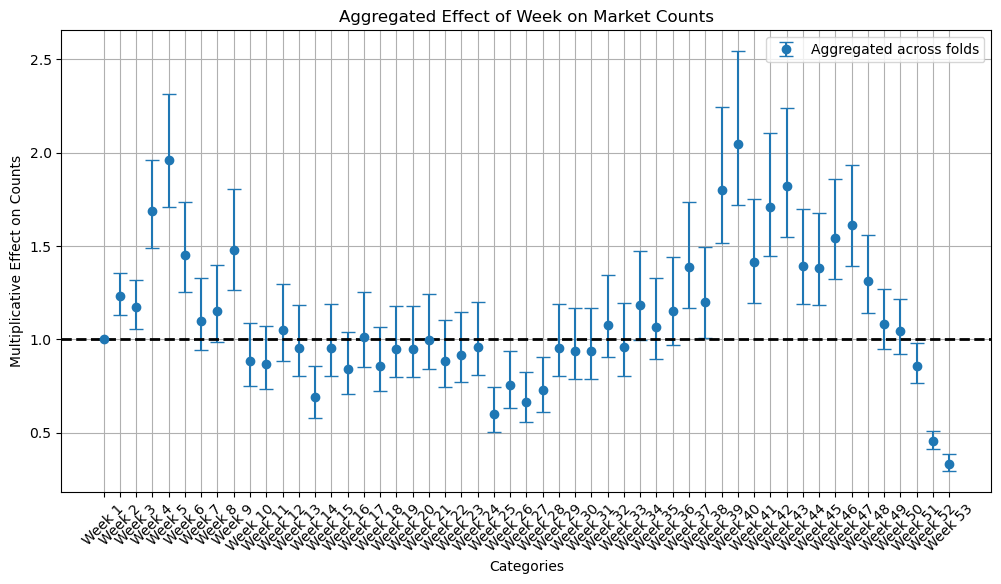 Aggregated Effect of Week on Market Counts
Aggregated across folds
Multiplicative Effect on Counts
2.5
2.0
1.5
1.0
0.5
Week 1
Week 2
Week 3
Week 4
Week 5
Week 6
Week 7
Week 8
Week 9
Week 10
Week 11
Week 12
Week 13
Week 14
Week 15
Week 16
Week 17
Week 18
Week 19
Week 20
Week 21
Week 22
Week 23
Week 24
Week 25
Week 26
Week 27
Week 28
Week 29
Week 30
Week 31
Week 32
Week 33
Week 34
Week 35
Week 36
Week 37
Week 38
Week 39
Week 40
Week 41
Week 42
Week 43
Week 44
Week 45
Week 46
Week 47
Week 48
Week 49
Week 50
Week 51
Week 52
Week 53
Categories